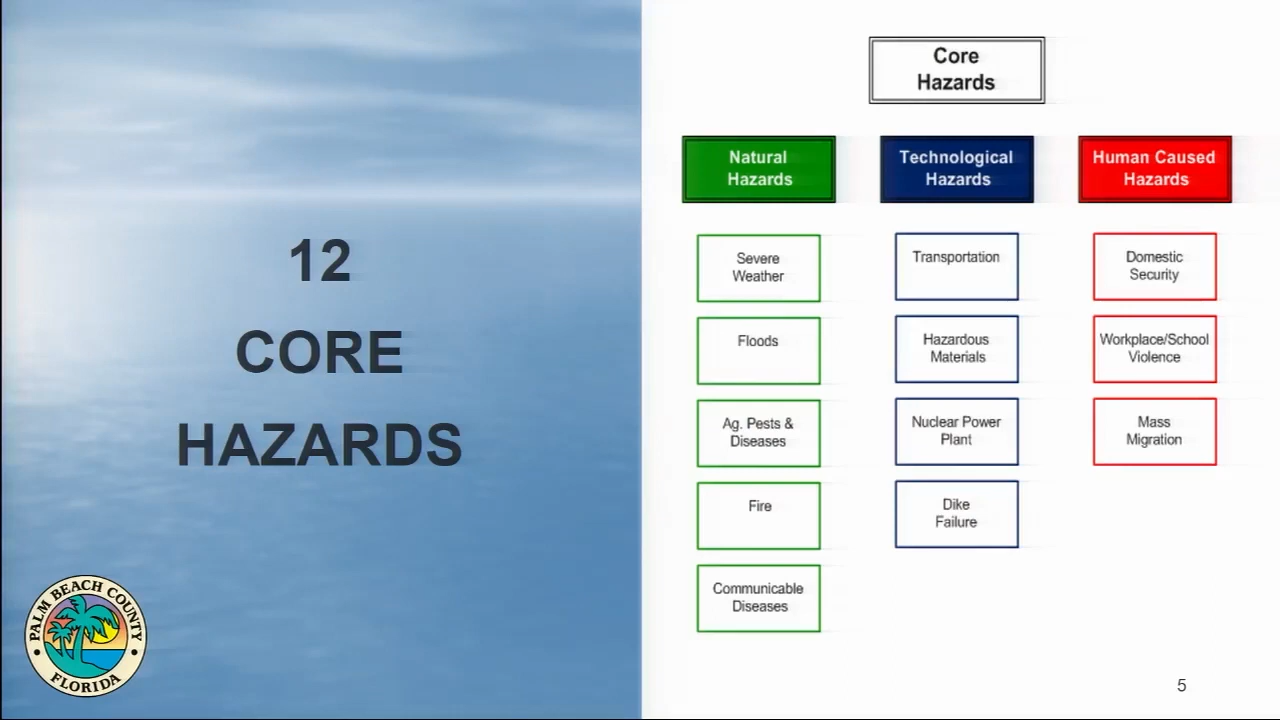 12
CORE
HAZARDS
PALM BEACH COUNTY
FLORIDA
Core
Hazards
Natural
Hazards
Severe
Weather
Floods
Ag. Pests &
Diseases
Fire
Communicable
Diseases
Technological
Hazards
Transportation
Hazardous
Materials
Nuclear Power
Plant
Dike
Failure
Human Caused
Hazards
Domestic
Security
Workplace/School
Violence
Mass
Migration
5